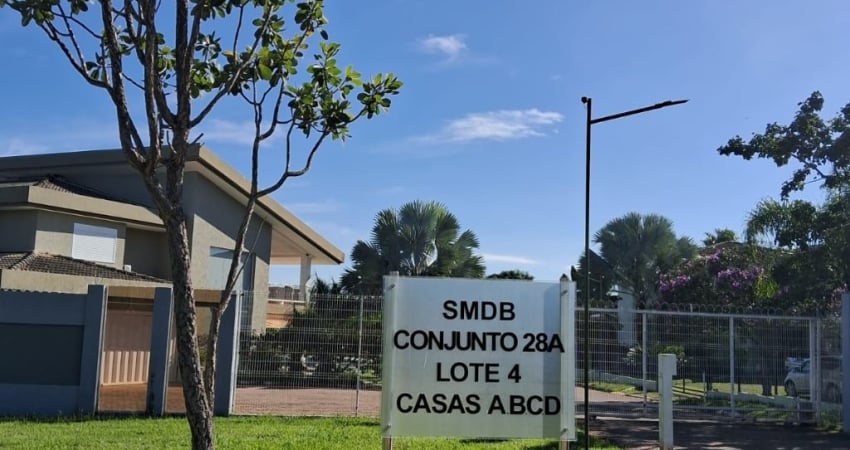 SMDB
CONJUNTO 28A
LOTE 4
CASAS ABCD